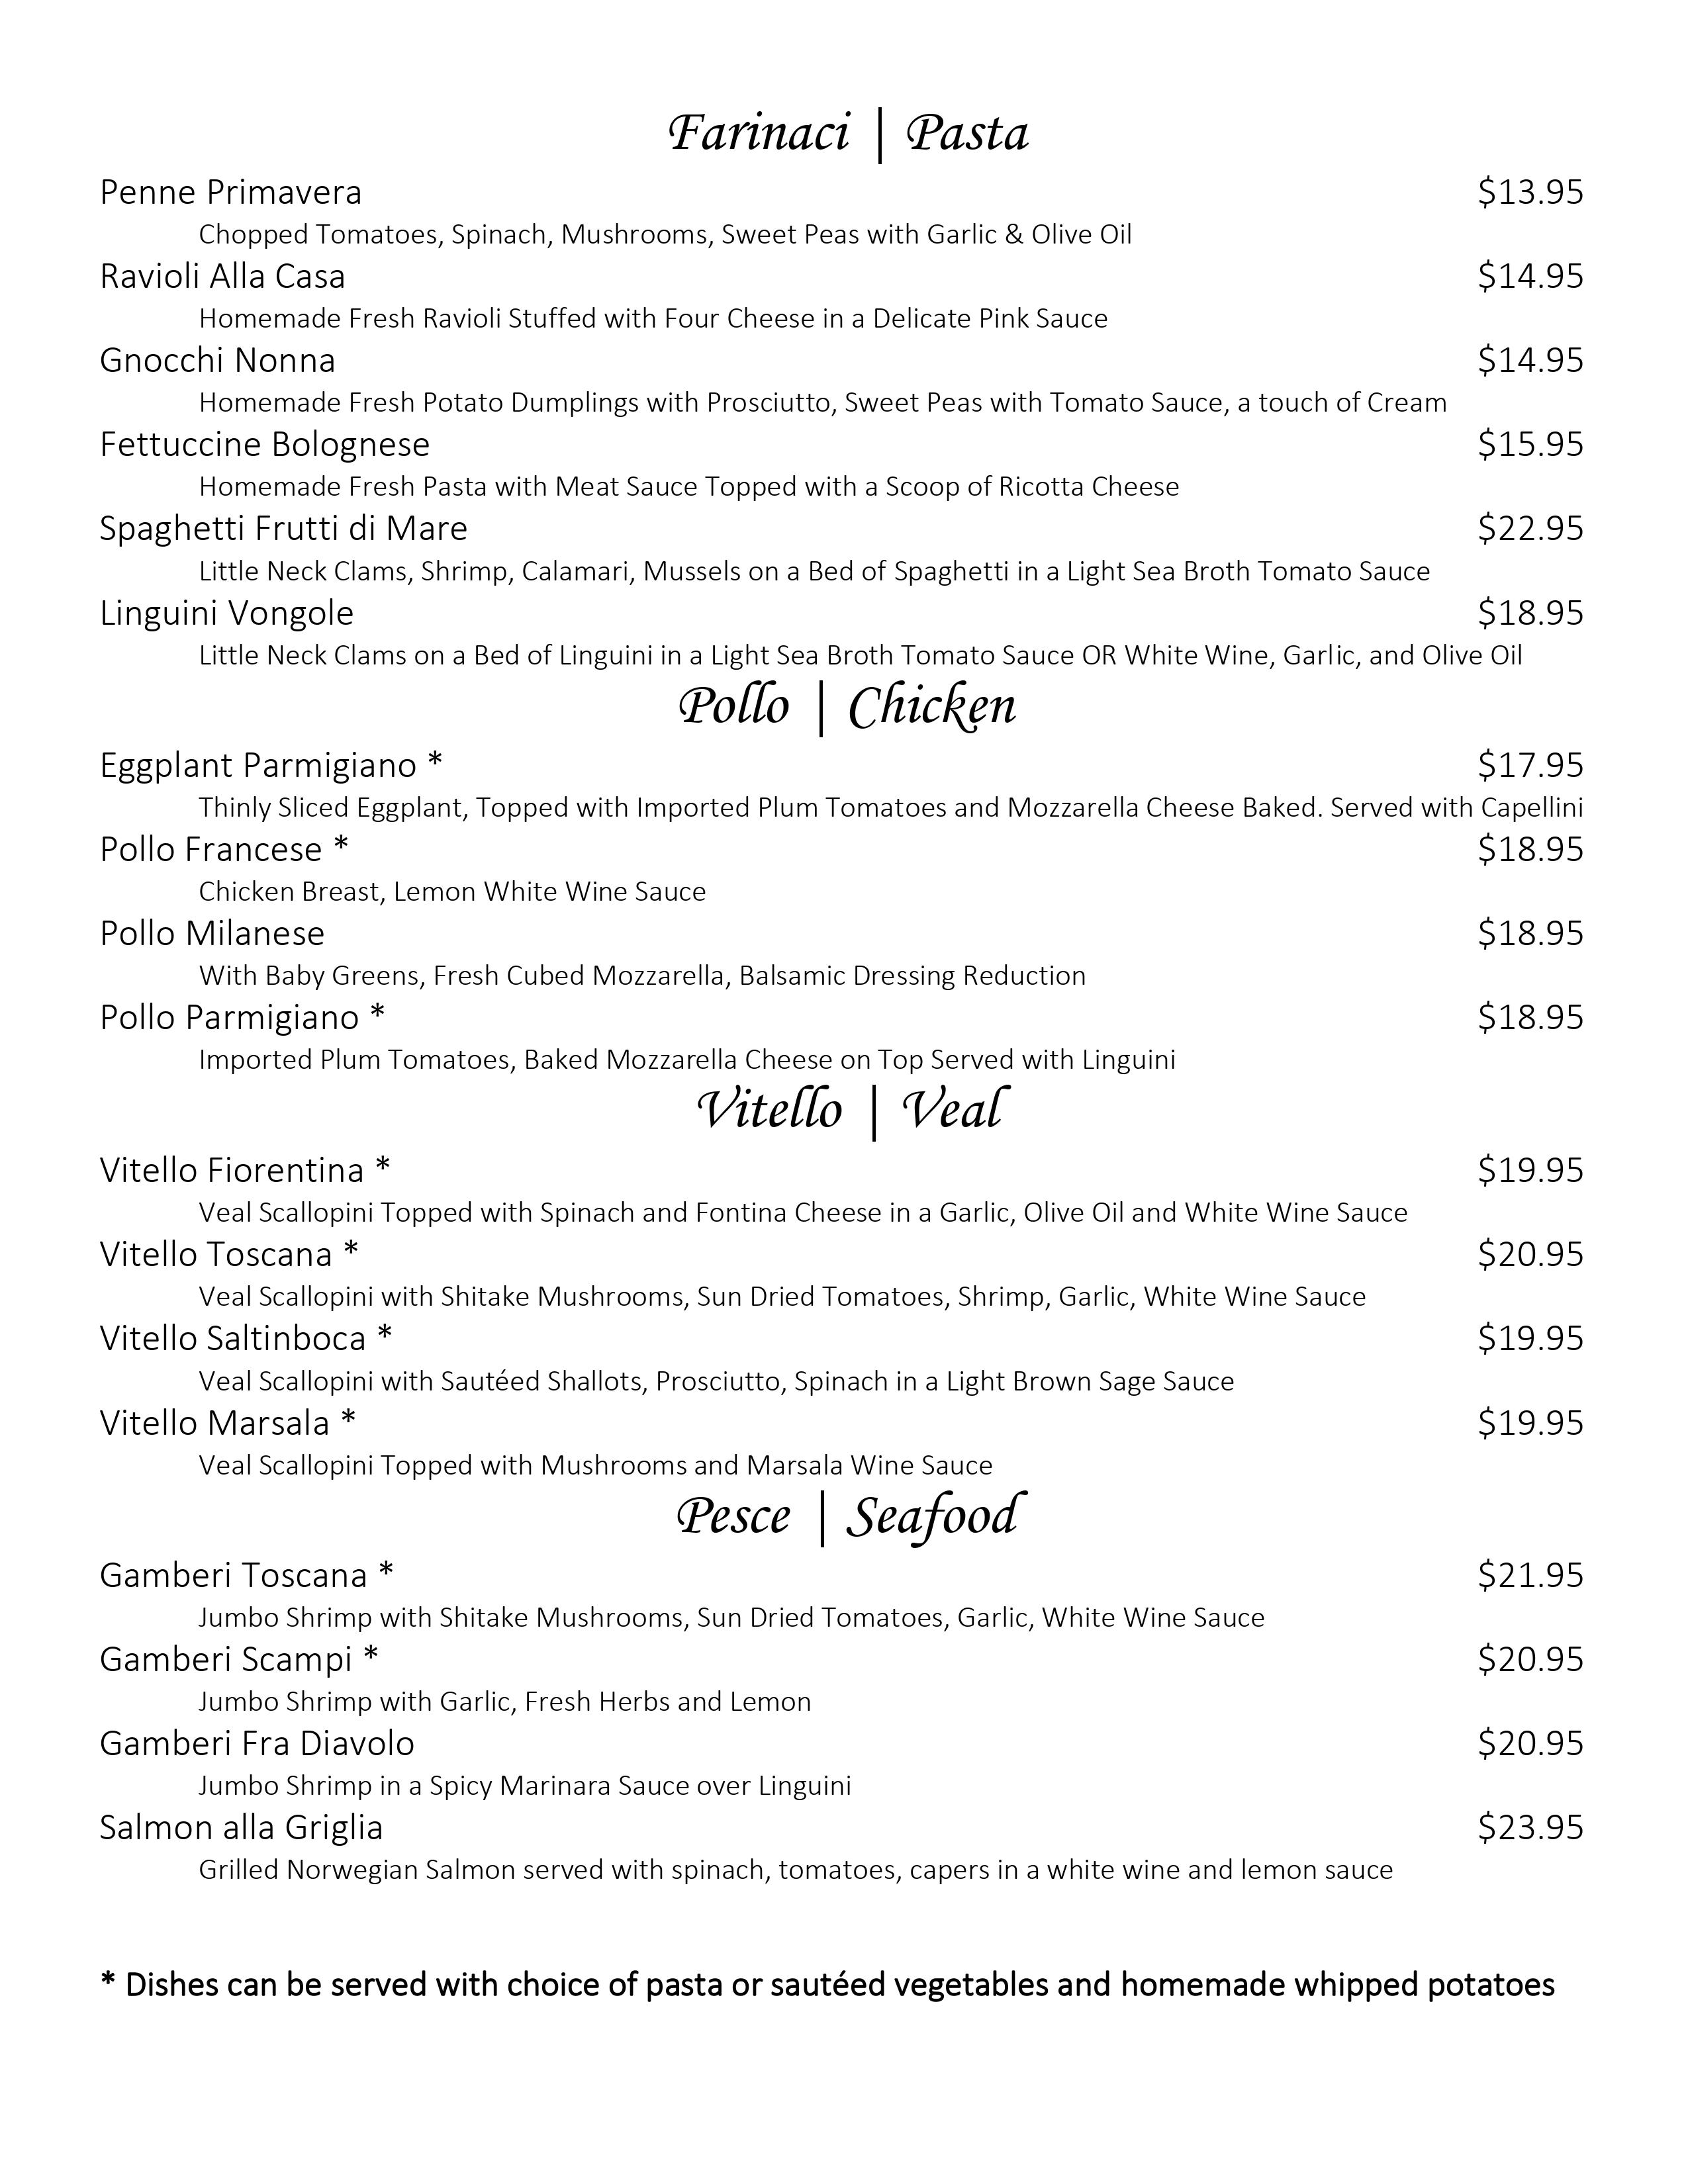 Farinaci | Pasta
Penne Primavera $13.95
Chopped Tomatoes, Spinach, Mushrooms, Sweet Peas with Garlic & Olive Oil
Ravioli Alla Casa $14.95
Homemade Fresh Ravioli Stuffed with Four Cheese in a Delicate Pink Sauce
Gnocchi Nonna $14.95
Homemade Fresh Potato Dumplings with Prosciutto, Sweet Peas with Tomato Sauce, a touch of Cream
Fettuccine Bolognese $15.95
Homemade Fresh Pasta with Meat Sauce Topped with a Scoop of Ricotta Cheese
Spaghetti Frutti di Mare $22.95
Little Neck Clams, Shrimp, Calamari, Mussels on a Bed of Spaghetti in a Light Sea Broth Tomato Sauce
Linguini Vongole $18.95
Little Neck Clams on a Bed of Linguini in a Light Sea Broth Tomato Sauce OR White Wine, Garlic, and Olive Oil
Pollo | Chicken
Eggplant Parmigiano * $17.95
Thinly Sliced Eggplant, Topped with Imported Plum Tomatoes and Mozzarella Cheese Baked. Served with Capellini
Pollo Francese * $18.95
Chicken Breast, Lemon White Wine Sauce
Pollo Milanese $18.95
With Baby Greens, Fresh Cubed Mozzarella, Balsamic Dressing Reduction
Pollo Parmigiano * $18.95
Imported Plum Tomatoes, Baked Mozzarella Cheese on Top Served with Linguini
Vitello | Veal
Vitello Fiorentina * $19.95
Veal Scallopini Topped with Spinach and Fontina Cheese in a Garlic, Olive Oil and White Wine Sauce
Vitello Toscana * $20.95
Veal Scallopini with Shitake Mushrooms, Sun Dried Tomatoes, Shrimp, Garlic, White Wine Sauce
Vitello Saltinboca * $19.95
Veal Scallopini with Sautéed Shallots, Prosciutto, Spinach in a Light Brown Sage Sauce
Vitello Marsala * $19.95
Veal Scallopini Topped with Mushrooms and Marsala Wine Sauce
Pesce | Seafood
Gamberi Toscana * $21.95
Jumbo Shrimp with Shitake Mushrooms, Sun Dried Tomatoes, Garlic, White Wine Sauce
Gamberi Scampi * $20.95
Jumbo Shrimp with Garlic, Fresh Herbs and Lemon
Gamberi Fra Diavolo $20.95
Jumbo Shrimp in a Spicy Marinara Sauce over Linguini
Salmon alla Griglia $23.95
Grilled Norwegian Salmon served with spinach, tomatoes, capers in a white wine and lemon sauce
* Dishes can be served with choice of pasta or sautéed vegetables and homemade whipped potatoes